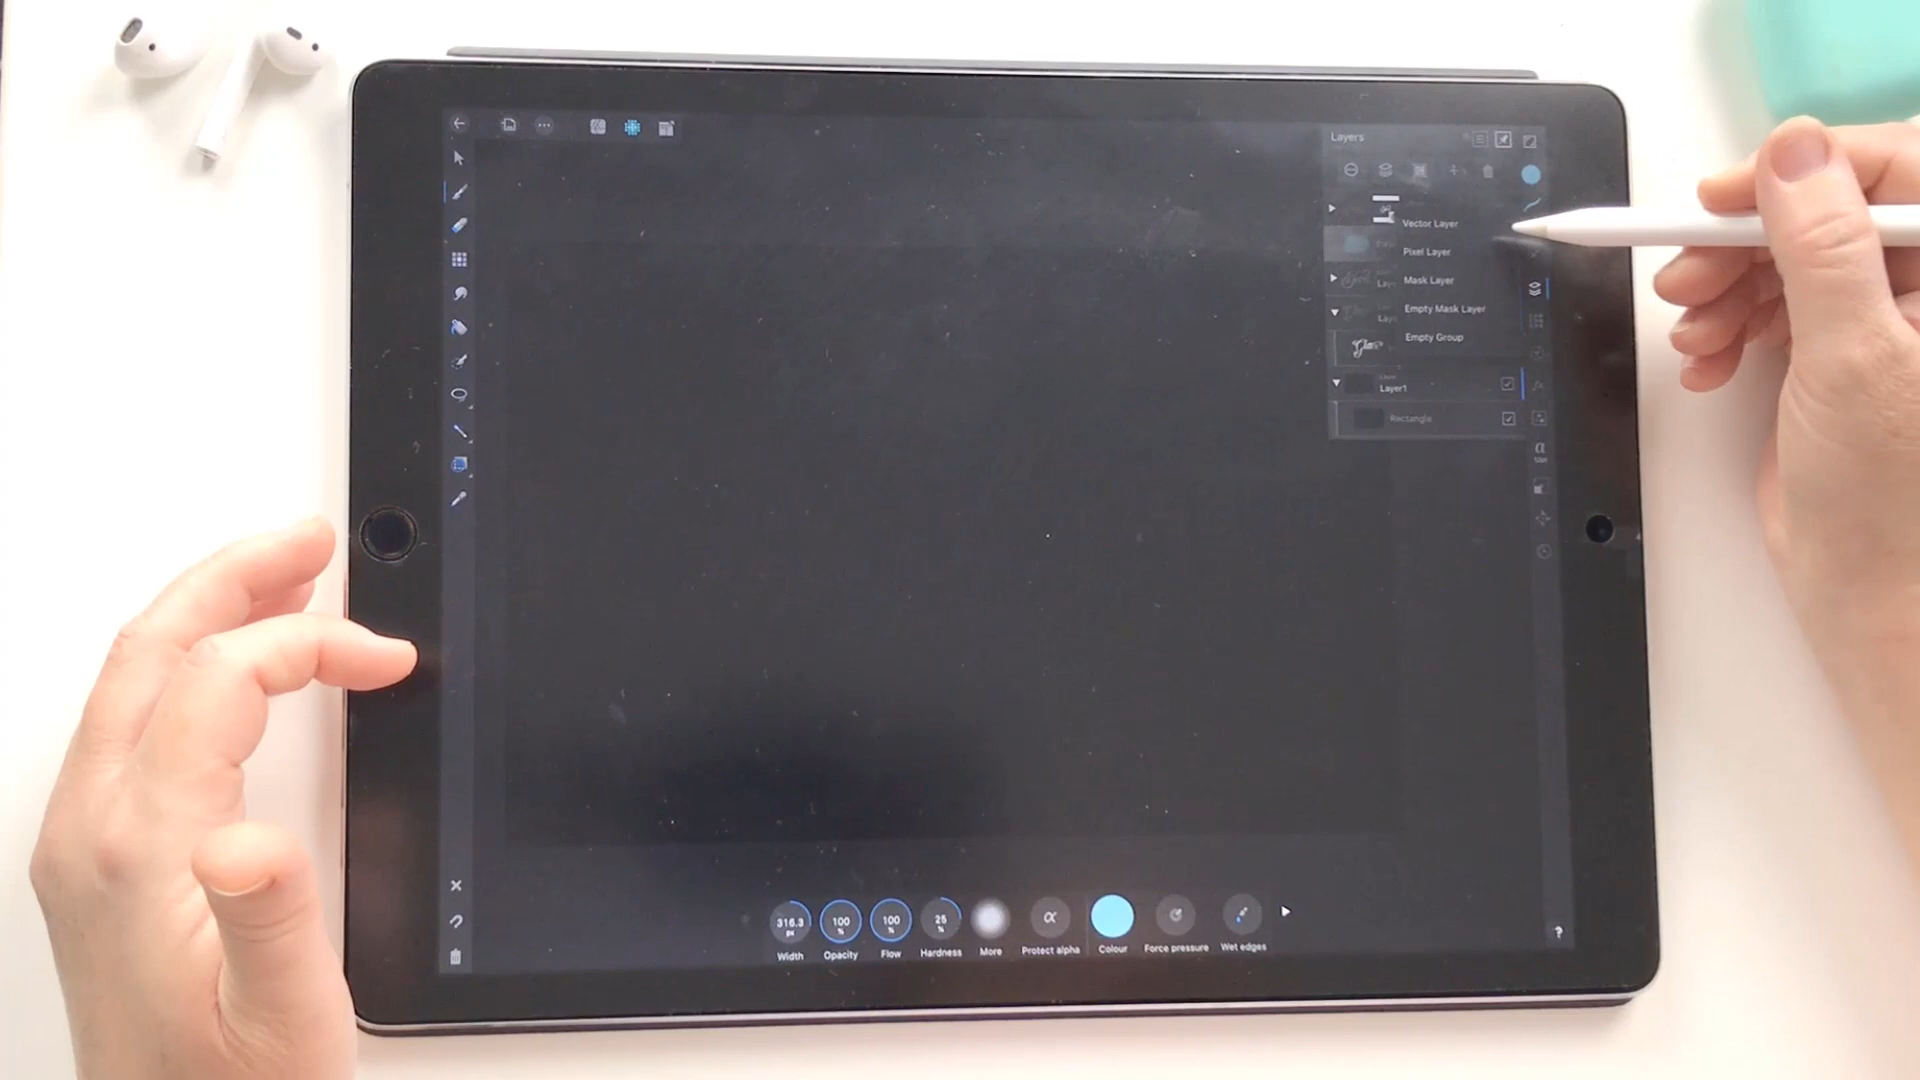 Layers
Vector Layer
Pixel Layer
Mask Layer
Empty Mask Layer
Empty Group
Layer1
Rectangle
316.3
px
100
%
100
%
25
%
α
Width
Opacity
Flow
Hardness
More
Protect alpha
Colour
Force pressure
Wet edges
?